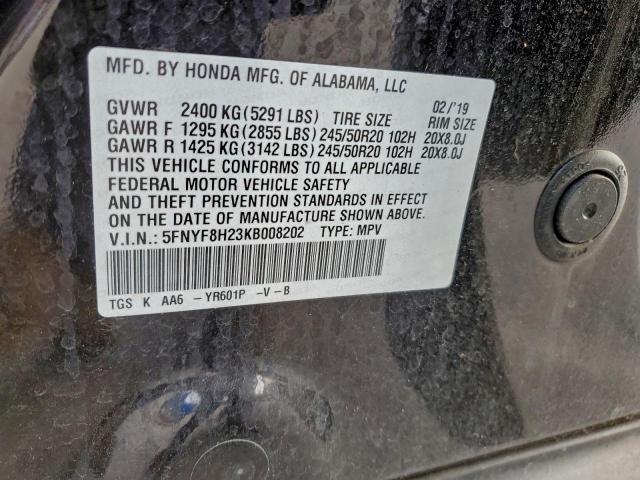 MFD. BY HONDA MFG. OF ALABAMA, LLC
GVWR 2400 KG(5291 LBS) TIRE SIZE 02/'19 RIM SIZE
GAWR F 1295 KG(2855 LBS)245/50R20 102H 20X8.0J
GAWR R 1425 KG(3142 LBS)245/50R20 102H 20X8.0J
THIS VEHICLE CONFORMS TO ALL APPLICABLE
FEDERAL MOTOR VEHICLE SAFETY
AND THEFT PREVENTION STANDARDS IN EFFECT
ON DATE OF MANUFACTURE SHOWN ABOVE.
V.I.N.: 5FNYF8H23KB008202 TYPE: MPV
TGS K AA6 -YR601P -V-B